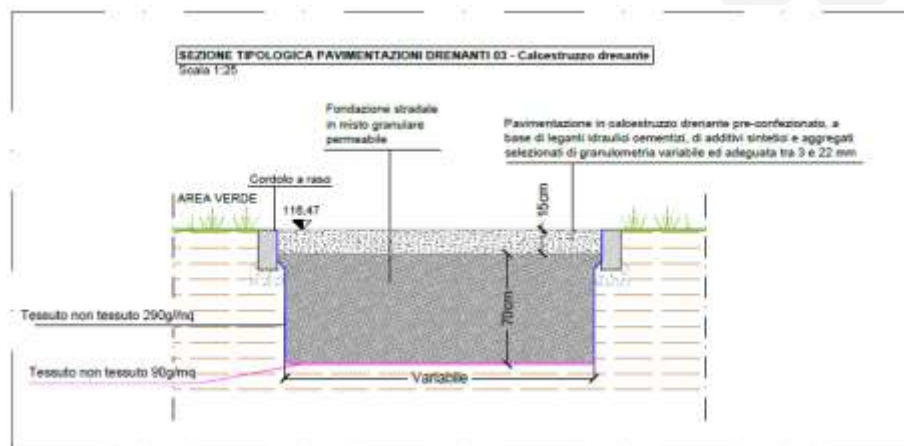 SEZIONE TIPOLOGICA PAVIMENTAZIONI DRENANTI 03 - Calcestruzzo drenante
Scala 1:25
Fondazione stradale
in misto granulare
permeabile
Pavimentazione in calcestruzzo drenante pre-confezionato, a
base di leganti idraulici cementizi, di additivi sintetici e aggregati
selezionati di granulometria variabile ed adeguata tra 3 e 22 mm
Cordolo a raso
AREA VERDE
116,47
15cm
70cm
Tessuto non tessuto 290g/mq
Tessuto non tessuto 90g/mq
Variabile